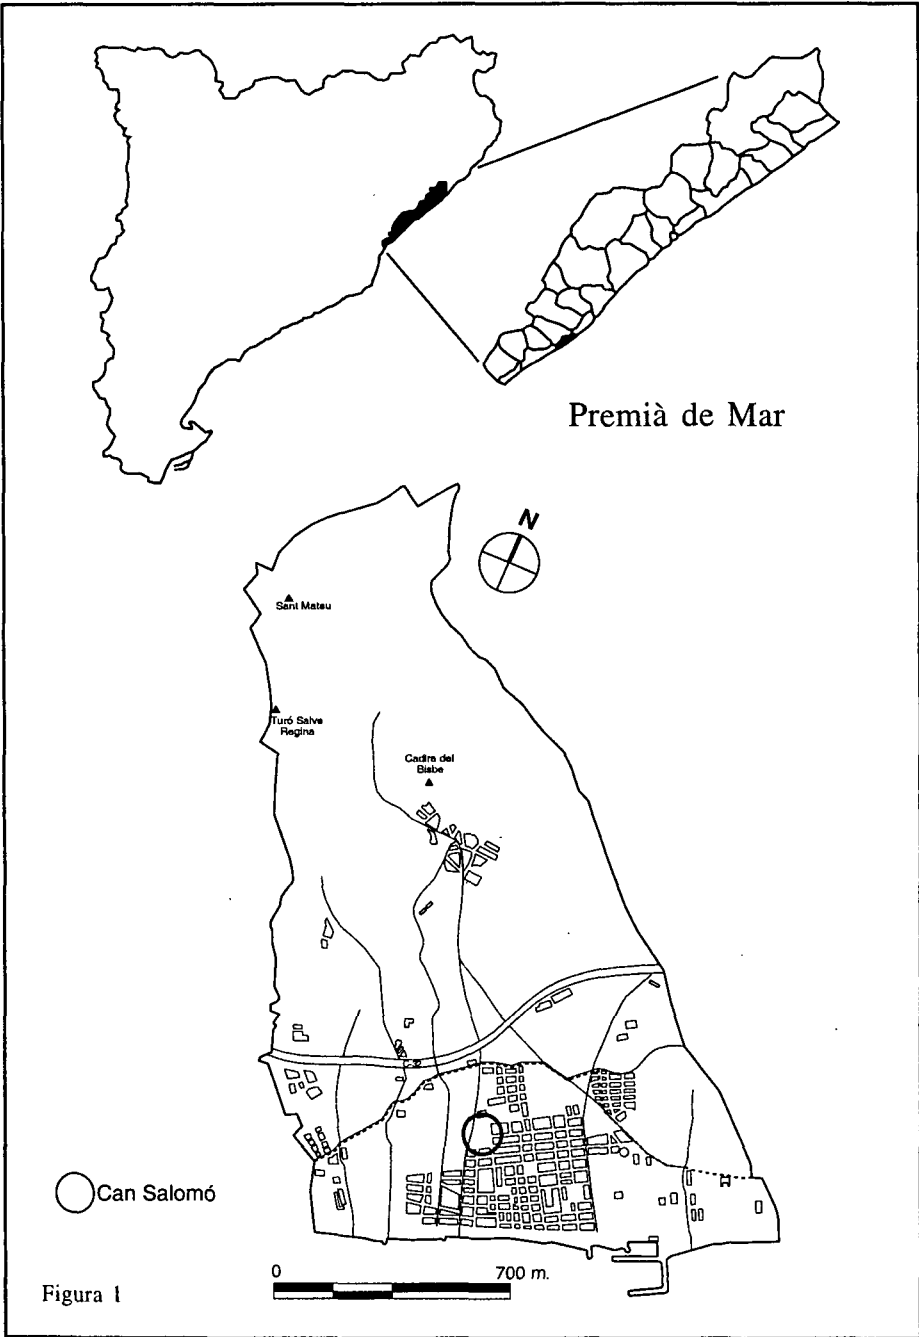 Premià de Mar
N
Sant Mateu
Turó Salve
Regina
Cadira del
Bisbe
Can Salomó
0 700 m.
Figura 1